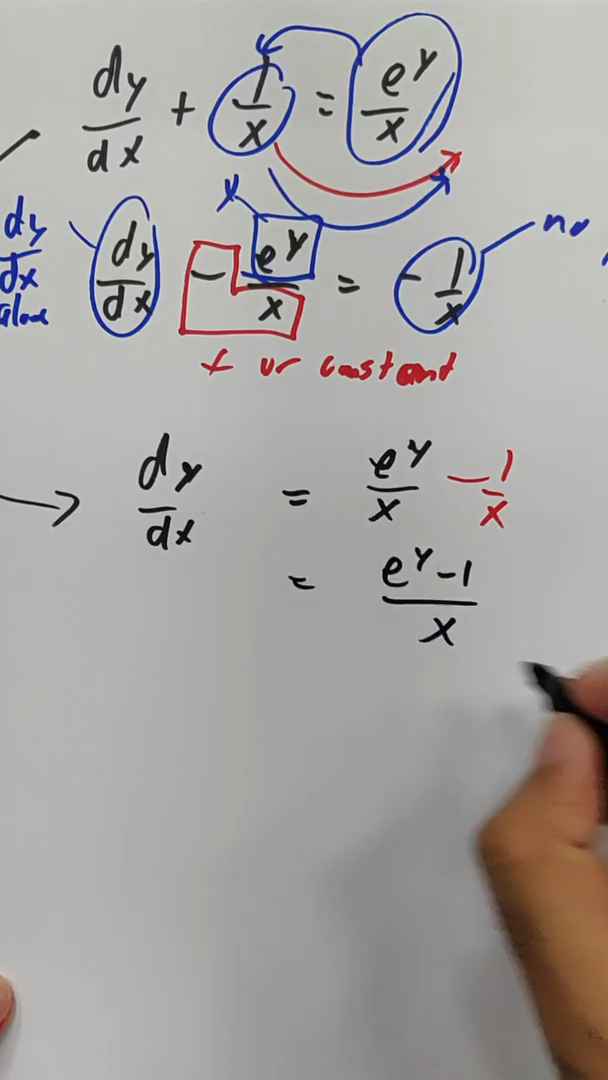 dy/dx + 1/x = e^y/x
x
dy/dx alone dy/dx - e^y/x = -1/x no
x or constant
→ dy/dx = e^y/x - 1/x
= (e^y - 1)/x